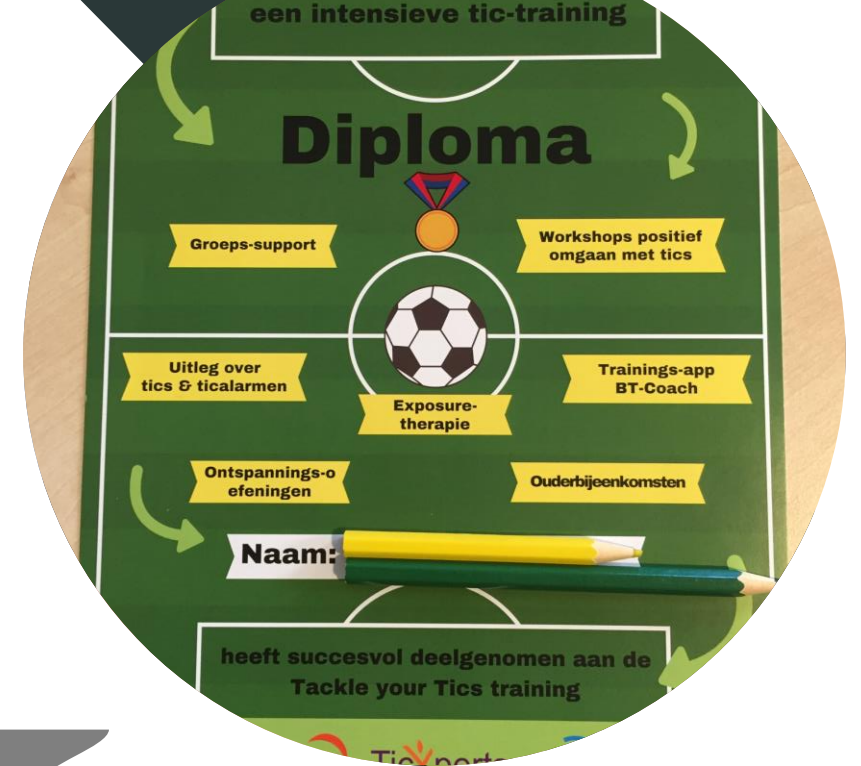 een intensieve tic-training
Diploma
Groeps-support
Workshops positief
omgaan met tics
Uitleg over
tics & ticalarmen
Exposure-
therapie
Trainings-app
BT-Coach
Ontspannings-o
efeningen
Ouderbijeenkomsten
Naam:
heeft succesvol deelgenomen aan de
Tackle your Tics training